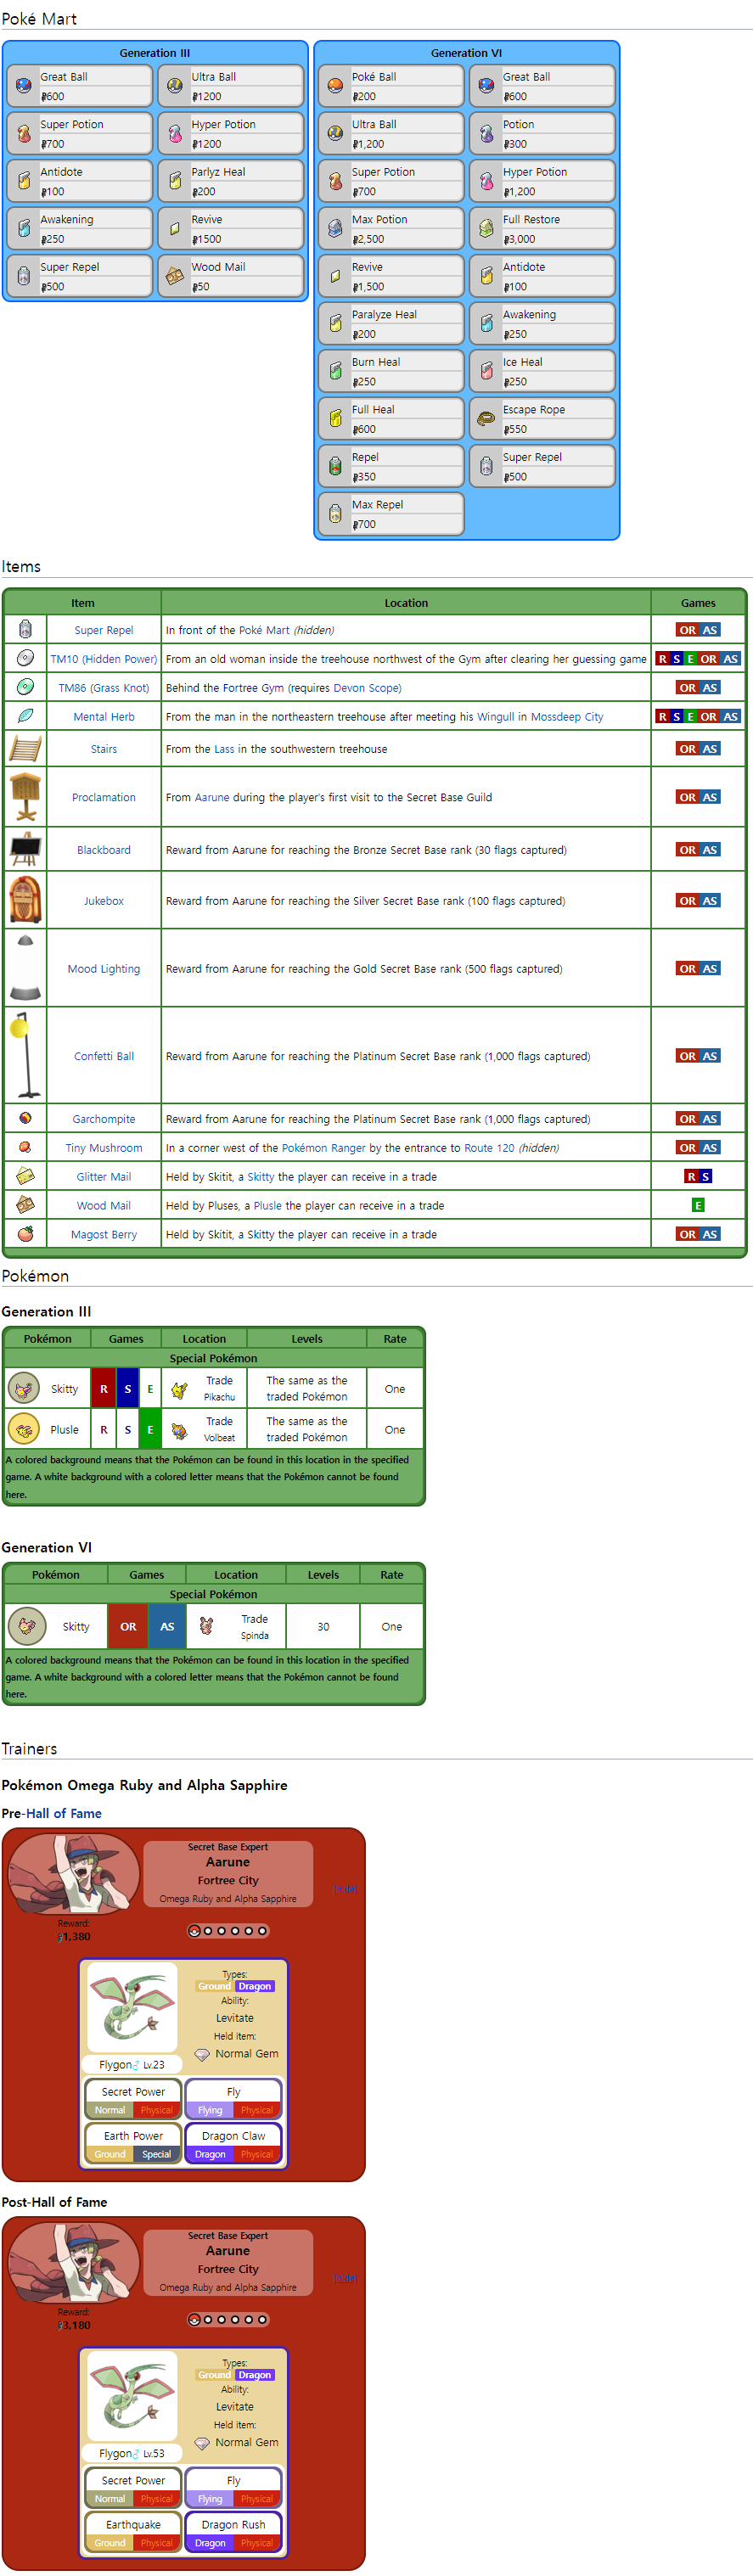 Poké Mart
Generation III
Great Ball Ultra Ball
₽600 ₽1200
Super Potion Hyper Potion
₽700 ₽1200
Antidote Parlyz Heal
₽100 ₽200
Awakening Revive
₽250 ₽1500
Super Repel Wood Mail
₽500 ₽50
Generation VI
Poké Ball Great Ball
₽200 ₽600
Ultra Ball Potion
₽1,200 ₽300
Super Potion Hyper Potion
₽700 ₽1,200
Max Potion Full Restore
₽2,500 ₽3,000
Revive Antidote
₽1,500 ₽100
Paralyze Heal Awakening
₽200 ₽250
Burn Heal Ice Heal
₽250 ₽250
Full Heal Escape Rope
₽600 ₽550
Repel Super Repel
₽350 ₽500
Max Repel
₽700
Items
Item Location Games
Super Repel In front of the Poké Mart (hidden) OR AS
TM10 (Hidden Power) From an old woman inside the treehouse northwest of the Gym after clearing her guessing game R S E OR AS
TM86 (Grass Knot) Behind the Fortree Gym (requires Devon Scope) OR AS
Mental Herb From the man in the northeastern treehouse after meeting his Wingull in Mossdeep City R S E OR AS
Stairs From the Lass in the southwestern treehouse OR AS
Proclamation From Aarune during the player's first visit to the Secret Base Guild OR AS
Blackboard Reward from Aarune for reaching the Bronze Secret Base rank (30 flags captured) OR AS
Jukebox Reward from Aarune for reaching the Silver Secret Base rank (100 flags captured) OR AS
Mood Lighting Reward from Aarune for reaching the Gold Secret Base rank (500 flags captured) OR AS
Confetti Ball Reward from Aarune for reaching the Platinum Secret Base rank (1,000 flags captured) OR AS
Garchompite Reward from Aarune for reaching the Platinum Secret Base rank (1,000 flags captured) OR AS
Tiny Mushroom In a corner west of the Pokémon Ranger by the entrance to Route 120 (hidden) OR AS
Glitter Mail Held by Skitit, a Skitty the player can receive in a trade R S
Wood Mail Held by Pluses, a Plusle the player can receive in a trade E
Magost Berry Held by Skitit, a Skitty the player can receive in a trade OR AS
Pokémon
Generation III
Pokémon Games Location Levels Rate
Special Pokémon
Skitty R S E Trade Pikachu The same as the traded Pokémon One
Plusle R S E Trade Volbeat The same as the traded Pokémon One
A colored background means that the Pokémon can be found in this location in the specified
game. A white background with a colored letter means that the Pokémon cannot be found
here.
Generation VI
Pokémon Games Location Levels Rate
Special Pokémon
Skitty OR AS Trade Spinda 30 One
A colored background means that the Pokémon can be found in this location in the specified
game. A white background with a colored letter means that the Pokémon cannot be found
here.
Trainers
Pokémon Omega Ruby and Alpha Sapphire
Pre-Hall of Fame
Secret Base Expert
Aarune
Fortree City
Omega Ruby and Alpha Sapphire
[hide]
Reward:
₽1,380
Types:
Ground Dragon
Ability:
Levitate
Held item:
Normal Gem
Flygon♂ Lv.23
Secret Power Fly
Normal Physical Flying Physical
Earth Power Dragon Claw
Ground Special Dragon Physical
Post-Hall of Fame
Secret Base Expert
Aarune
Fortree City
Omega Ruby and Alpha Sapphire
[hide]
Reward:
₽3,180
Types:
Ground Dragon
Ability:
Levitate
Held item:
Normal Gem
Flygon♂ Lv.53
Secret Power Fly
Normal Physical Flying Physical
Earthquake Dragon Rush
Ground Physical Dragon Physical